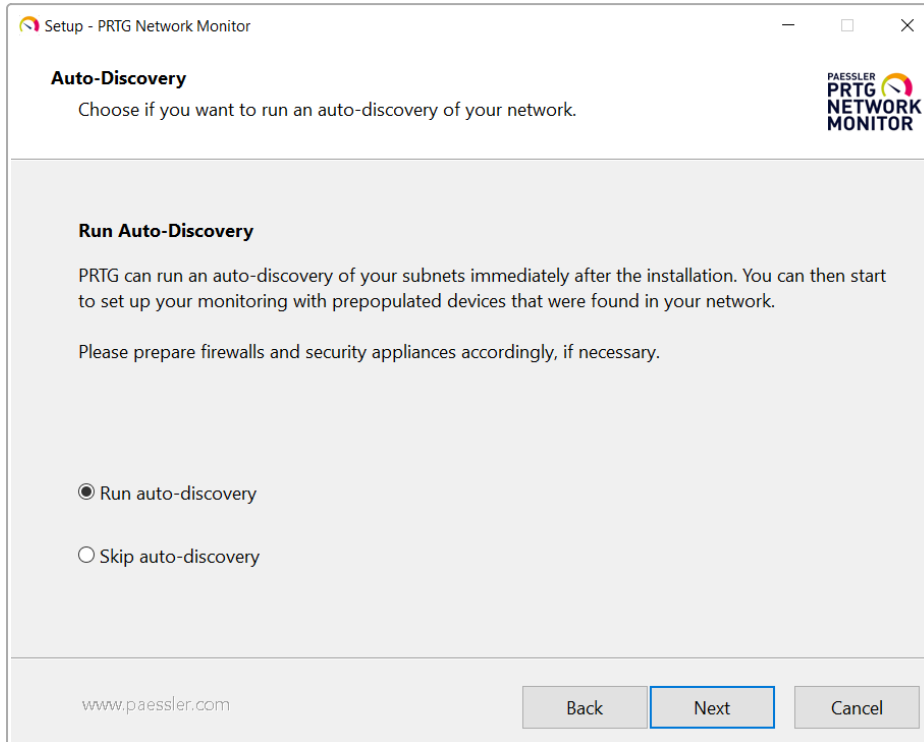 Setup - PRTG Network Monitor
Auto-Discovery
Choose if you want to run an auto-discovery of your network.
PAESSLER
PRTG
NETWORK
MONITOR
Run Auto-Discovery
PRTG can run an auto-discovery of your subnets immediately after the installation. You can then start
to set up your monitoring with prepopulated devices that were found in your network.
Please prepare firewalls and security appliances accordingly, if necessary.
Run auto-discovery
Skip auto-discovery
www.paessler.com
Back
Next
Cancel